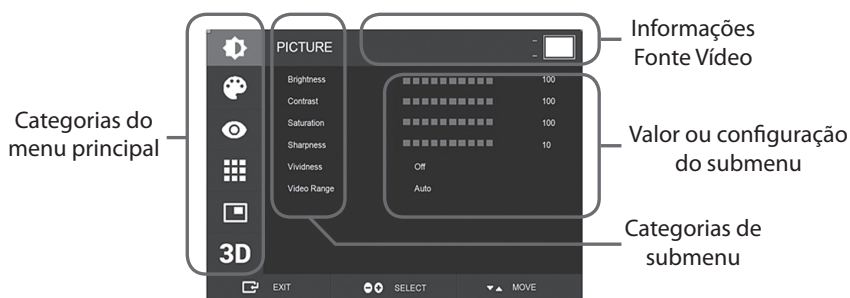 Informações
Fonte Vídeo
PICTURE
Brightness 100
Contrast 100
Saturation 100
Sharpness 10
Vividness Off
Video Range Auto
3D
EXIT SELECT MOVE
Categorias do
menu principal
Valor ou configuração
do submenu
Categorias de
submenu